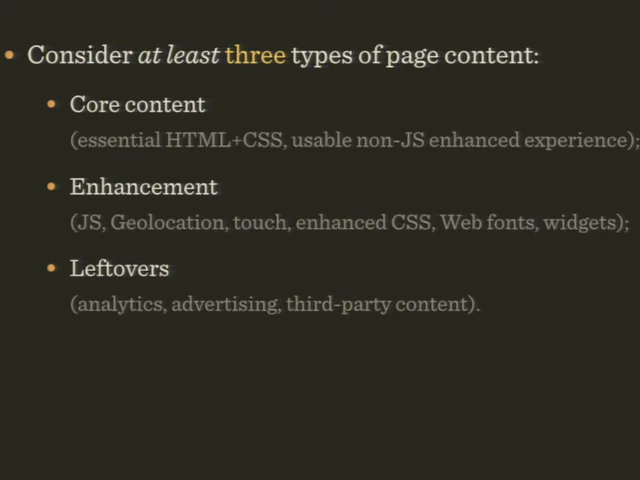 • Consider at least three types of page content:
• Core content
(essential HTML+CSS, usable non-JS enhanced experience);
• Enhancement
(JS, Geolocation, touch, enhanced CSS, Web fonts, widgets);
• Leftovers
(analytics, advertising, third-party content).